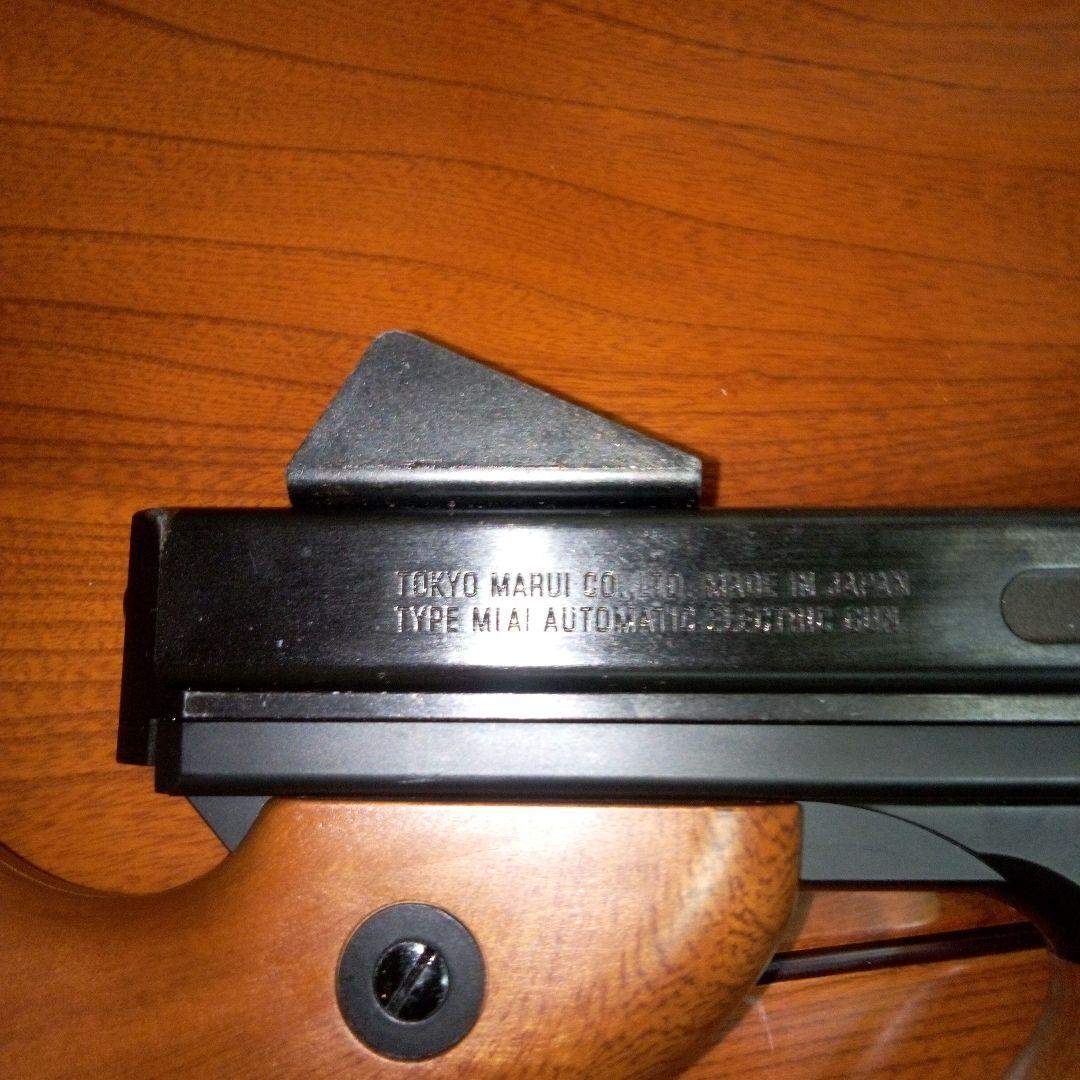 TOKYO MARUI CO., LTD. MADE IN JAPAN
TYPE M1A1 AUTOMATIC ELECTRIC GUN